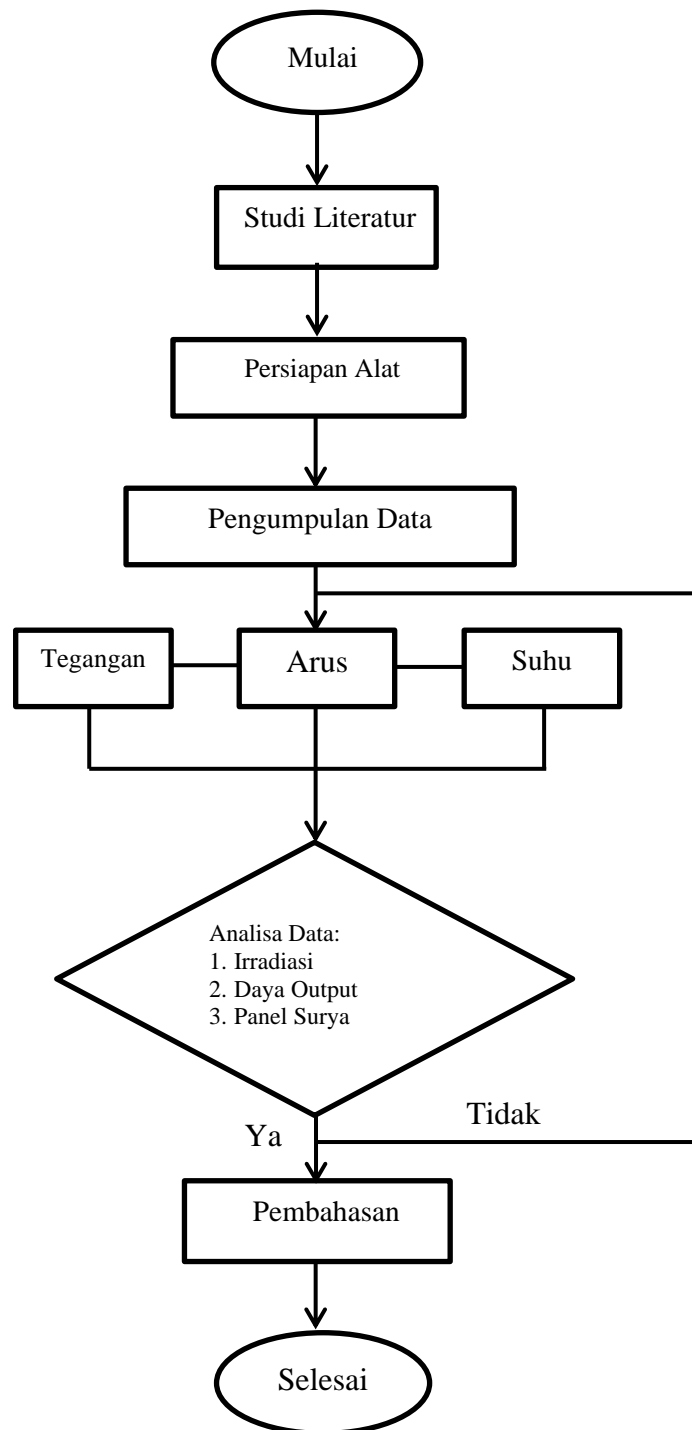 Mulai
Studi Literatur
Persiapan Alat
Pengumpulan Data
Tegangan
Arus
Suhu
Analisa Data:
1. Irradiasi
2. Daya Output
3. Panel Surya
Ya
Tidak
Pembahasan
Selesai